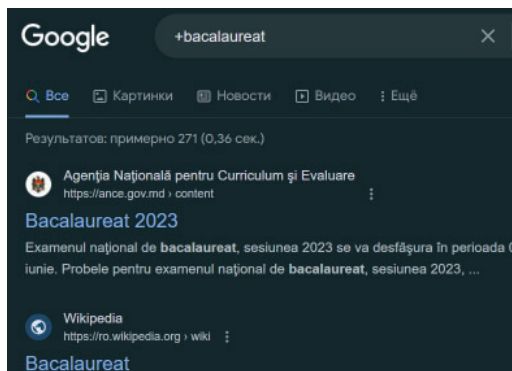 Google +bacalaureat
Все Картинки Новости Видео Ещё
Результатов: примерно 271 (0,36 сек.)
Agenția Națională pentru Curriculum și Evaluare
https://ance.gov.md › content
Bacalaureat 2023
Examenul național de bacalaureat, sesiunea 2023 se va desfășura în perioada
iunie. Probele pentru examenul național de bacalaureat, sesiunea 2023, ...
Wikipedia
https://ro.wikipedia.org › wiki
Bacalaureat